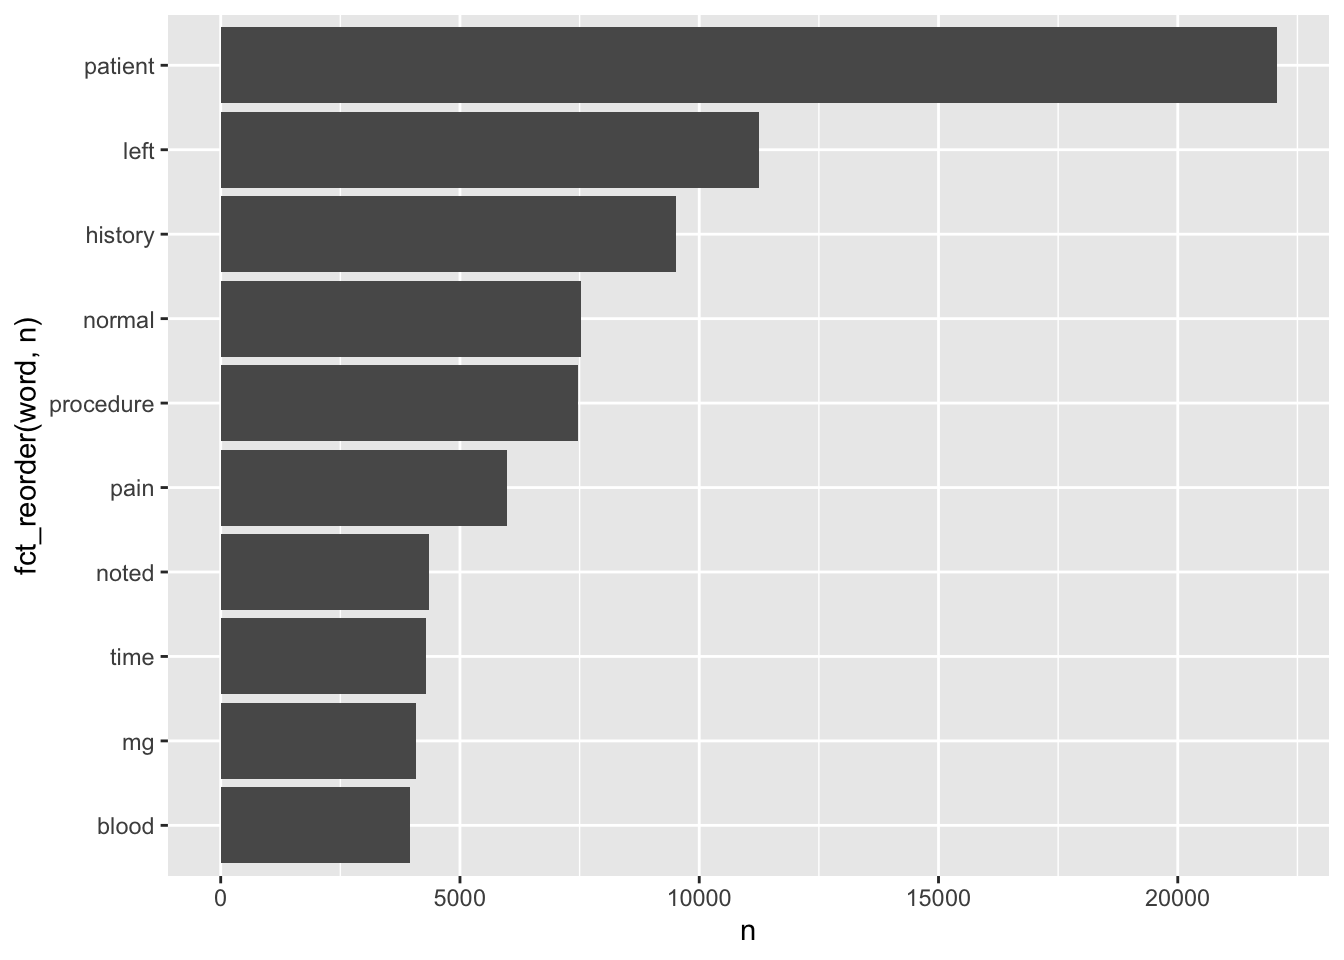 patient
left
history
normal
procedure
pain
noted
time
mg
blood
fct_reorder(word, n)
0 5000 10000 15000 20000
n